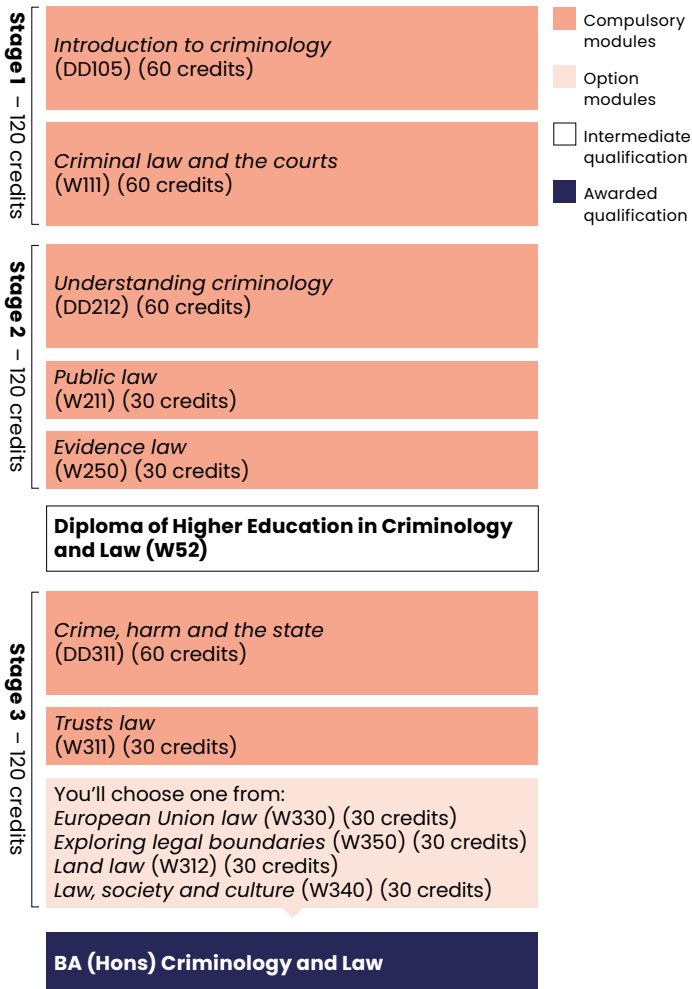 Stage 1 – 120 credits
Introduction to criminology
(DD105) (60 credits)
Criminal law and the courts
(W111) (60 credits)
Stage 2 – 120 credits
Understanding criminology
(DD212) (60 credits)
Public law
(W211) (30 credits)
Evidence law
(W250) (30 credits)
Diploma of Higher Education in Criminology
and Law (W52)
Stage 3 – 120 credits
Crime, harm and the state
(DD311) (60 credits)
Trusts law
(W311) (30 credits)
You’ll choose one from:
European Union law (W330) (30 credits)
Exploring legal boundaries (W350) (30 credits)
Land law (W312) (30 credits)
Law, society and culture (W340) (30 credits)
BA (Hons) Criminology and Law
Compulsory
modules
Option
modules
Intermediate
qualification
Awarded
qualification